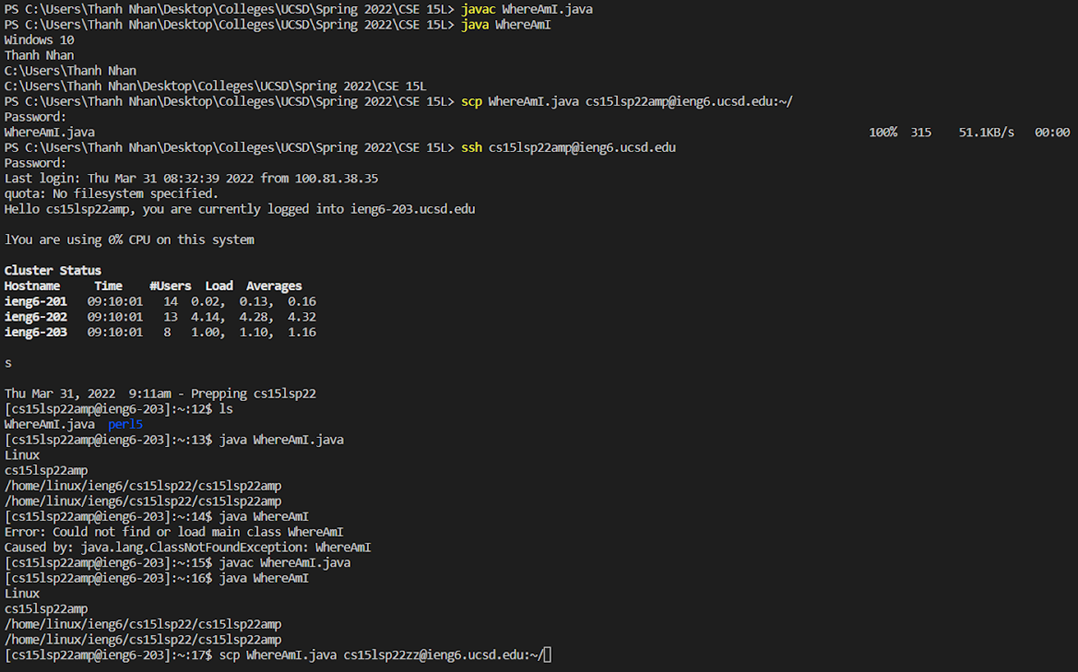 PS C:\Users\Thanh Nhan\Desktop\Colleges\UCSD\Spring 2022\CSE 15L> javac WhereAmI.java
PS C:\Users\Thanh Nhan\Desktop\Colleges\UCSD\Spring 2022\CSE 15L> java WhereAmI
Windows 10
Thanh Nhan
C:\Users\Thanh Nhan
C:\Users\Thanh Nhan\Desktop\Colleges\UCSD\Spring 2022\CSE 15L
PS C:\Users\Thanh Nhan\Desktop\Colleges\UCSD\Spring 2022\CSE 15L> scp WhereAmI.java cs15lsp22amp@ieng6.ucsd.edu:~/
Password:
WhereAmI.java 100% 315 51.1KB/s 00:00
PS C:\Users\Thanh Nhan\Desktop\Colleges\UCSD\Spring 2022\CSE 15L> ssh cs15lsp22amp@ieng6.ucsd.edu
Password:
Last login: Thu Mar 31 08:32:39 2022 from 100.81.38.35
quota: No filesystem specified.
Hello cs15lsp22amp, you are currently logged into ieng6-203.ucsd.edu
lYou are using 0% CPU on this system
Cluster Status
Hostname Time #Users Load Averages
ieng6-201 09:10:01 14 0.02, 0.13, 0.16
ieng6-202 09:10:01 13 4.14, 4.28, 4.32
ieng6-203 09:10:01 8 1.00, 1.10, 1.16
s
Thu Mar 31, 2022 9:11am - Prepping cs15lsp22
[cs15lsp22amp@ieng6-203]:~:12$ ls
WhereAmI.java perl5
[cs15lsp22amp@ieng6-203]:~:13$ java WhereAmI.java
Linux
cs15lsp22amp
/home/linux/ieng6/cs15lsp22/cs15lsp22amp
/home/linux/ieng6/cs15lsp22/cs15lsp22amp
[cs15lsp22amp@ieng6-203]:~:14$ java WhereAmI
Error: Could not find or load main class WhereAmI
Caused by: java.lang.ClassNotFoundException: WhereAmI
[cs15lsp22amp@ieng6-203]:~:15$ javac WhereAmI.java
[cs15lsp22amp@ieng6-203]:~:16$ java WhereAmI
Linux
cs15lsp22amp
/home/linux/ieng6/cs15lsp22/cs15lsp22amp
/home/linux/ieng6/cs15lsp22/cs15lsp22amp
[cs15lsp22amp@ieng6-203]:~:17$ scp WhereAmI.java cs15lsp22zz@ieng6.ucsd.edu:~/